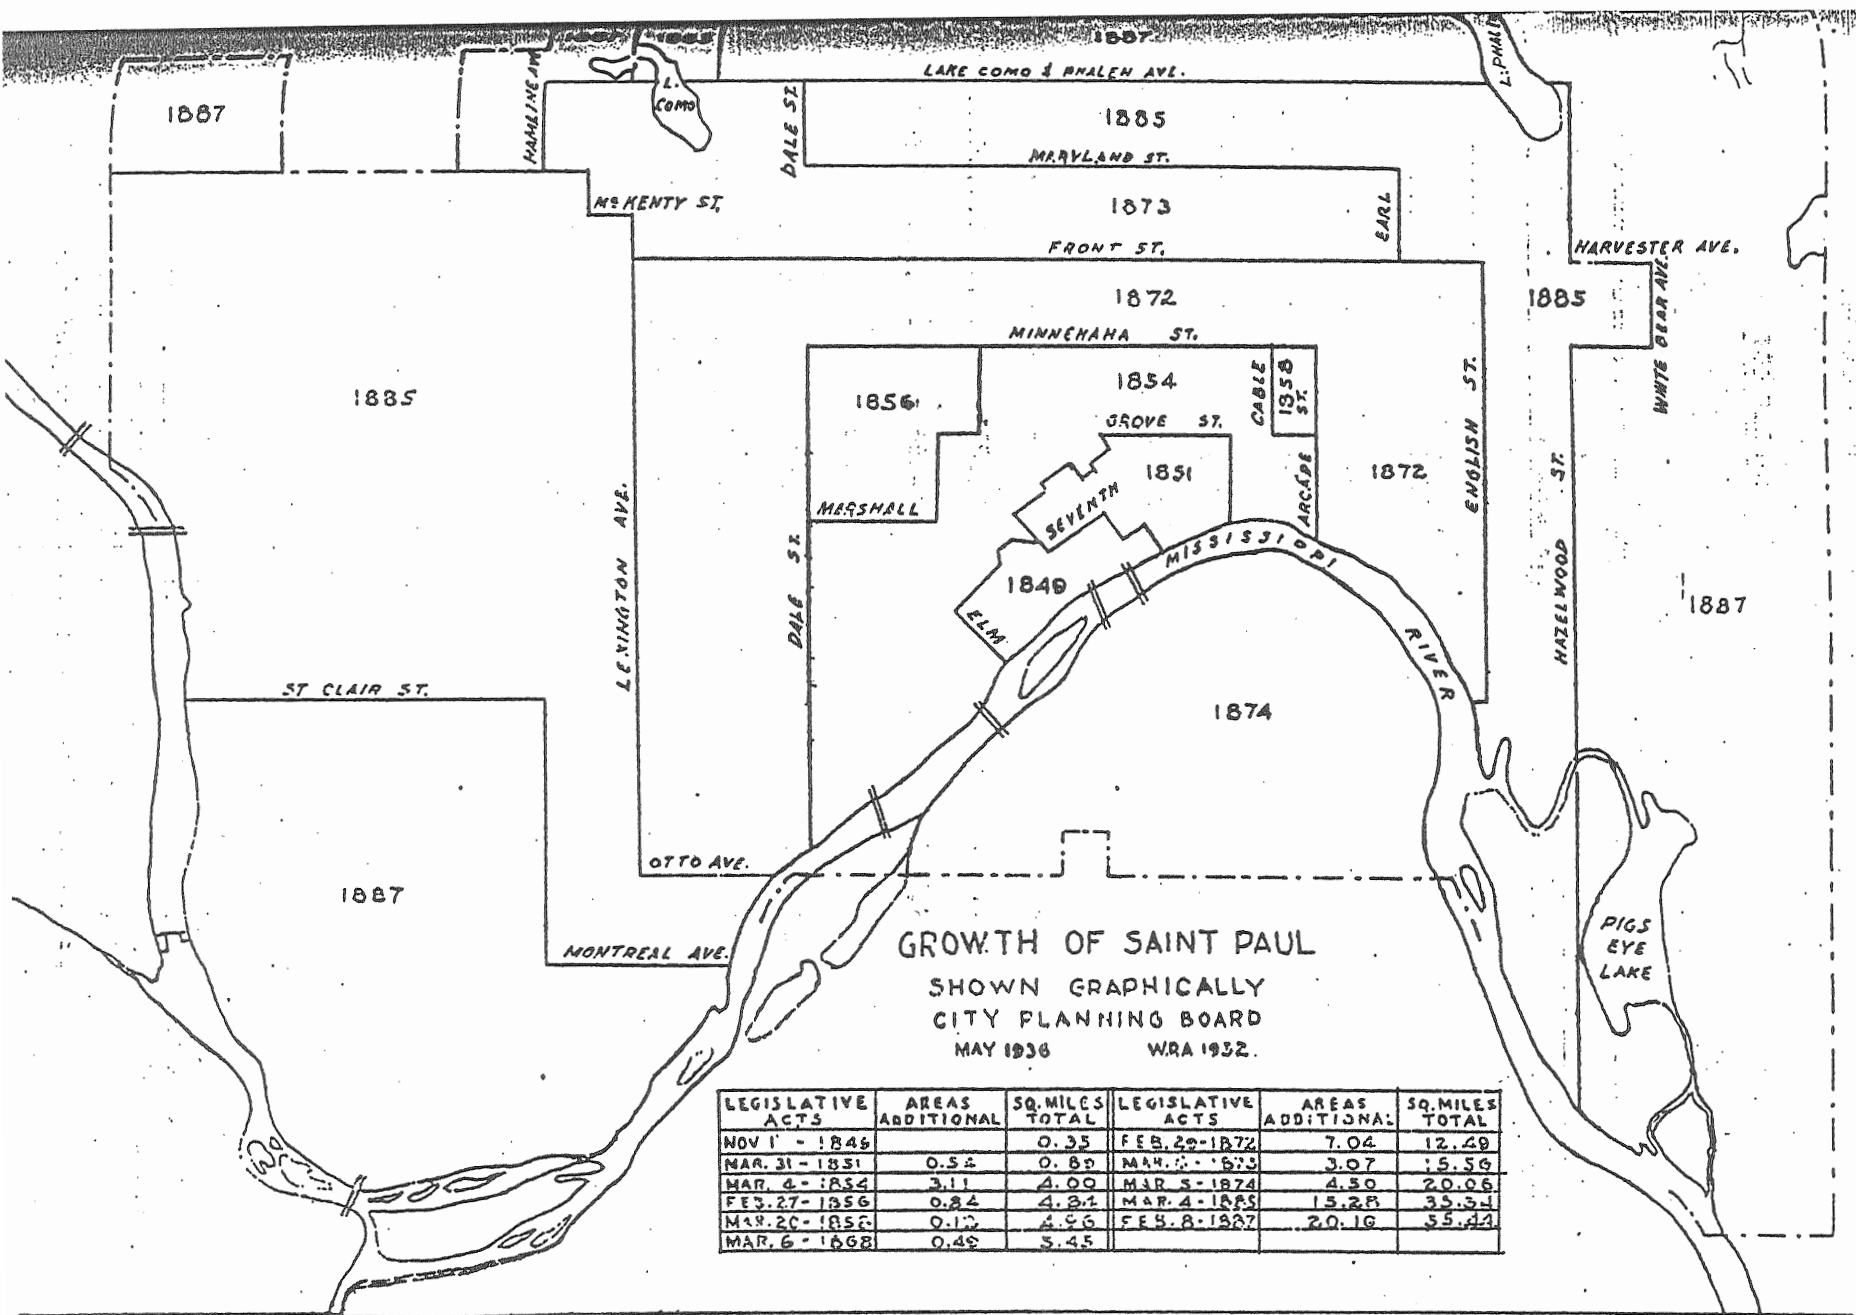 1887
LAKE COMO & PHALEN AVE.
L. PHALEN
1887
HAMLINE AV.
L. COMO
DALE ST.
1885
MARYLAND ST.
McKENTY ST.
1873
EARL
FRONT ST.
HARVESTER AVE.
1872
1885
WHITE BEAR AVE.
MINNEHAHA ST.
1885
1856
1854
CABLE ST.
1858
GROVE ST.
ENGLISH ST.
1851
ARCADE
1872
MARSHALL
SEVENTH
HAZELWOOD ST.
LEXINGTON AVE.
DALE ST.
MISSISSIPPI RIVER
1849
ELM
1887
ST CLAIR ST.
1874
OTTO AVE.
1887
MONTREAL AVE.
PIGS EYE LAKE
GROWTH OF SAINT PAUL
SHOWN GRAPHICALLY
CITY PLANNING BOARD
MAY 1936 W.P.A 1952.
LEGISLATIVE ACTS AREAS ADDITIONAL SQ. MILES TOTAL LEGISLATIVE ACTS AREAS ADDITIONAL SQ. MILES TOTAL
NOV 1 - 1849 0.35 FEB. 29-1872 7.04 12.49
MAR. 31 - 1851 0.54 0.89 3.07 15.56
MAR. 4 - 1854 3.11 4.00 MAR 5 - 1874 4.50 20.06
FEB. 27 - 1856 0.84 4.84 MAR. 4 - 1885 15.28 35.34
4.96 FEB. 8 - 1887 20.10
MAR. 6 - 1868 0.49 5.45